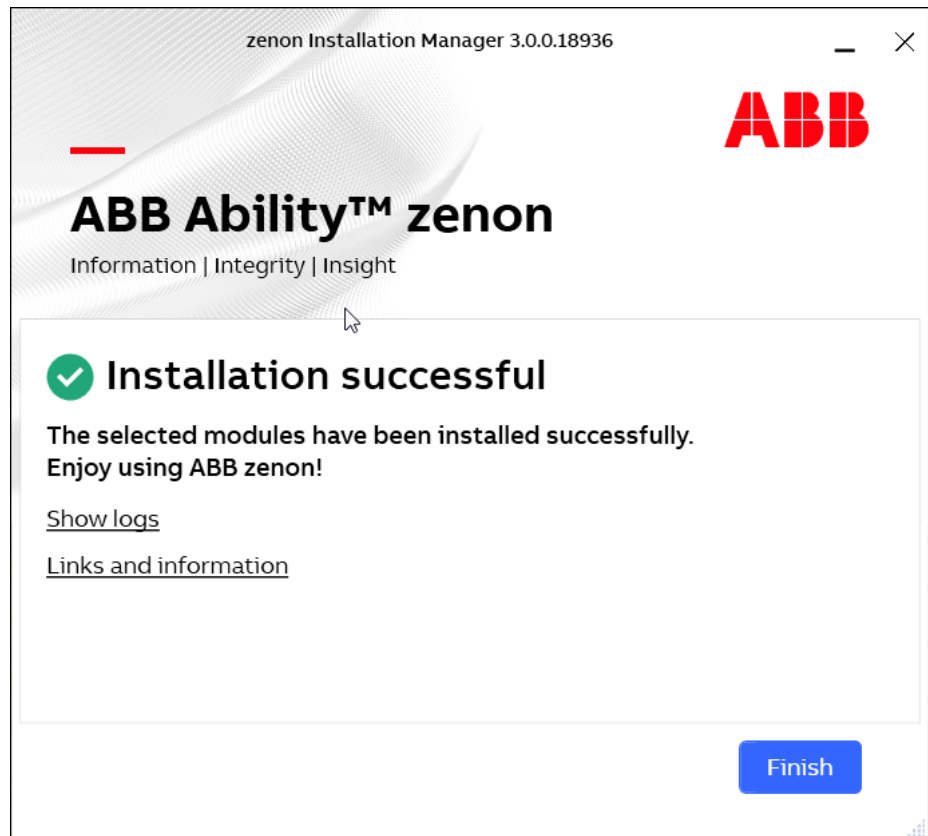 zenon Installation Manager 3.0.0.18936
ABB
ABB Ability™ zenon
Information | Integrity | Insight
Installation successful
The selected modules have been installed successfully.
Enjoy using ABB zenon!
Show logs
Links and information
Finish